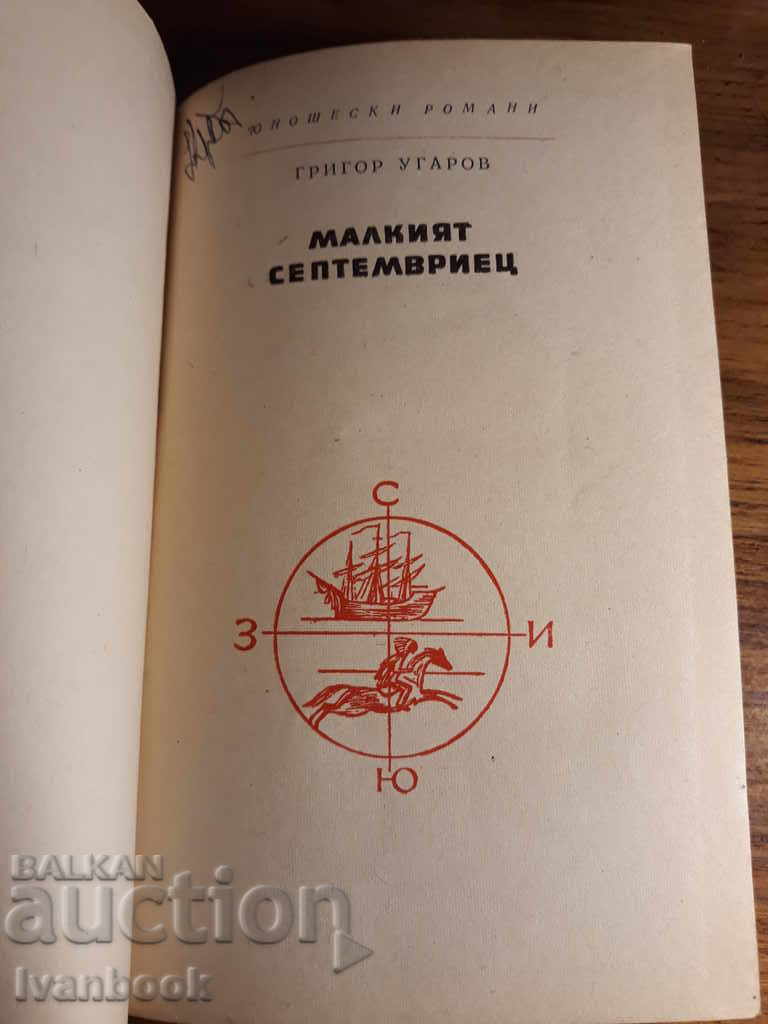 ЮНОШЕСКИ РОМАНИ
ГРИГОР УГАРОВ
МАЛКИЯТ
СЕПТЕМВРИЕЦ
С
З И
Ю
BALKAN
auction
Ivanbook